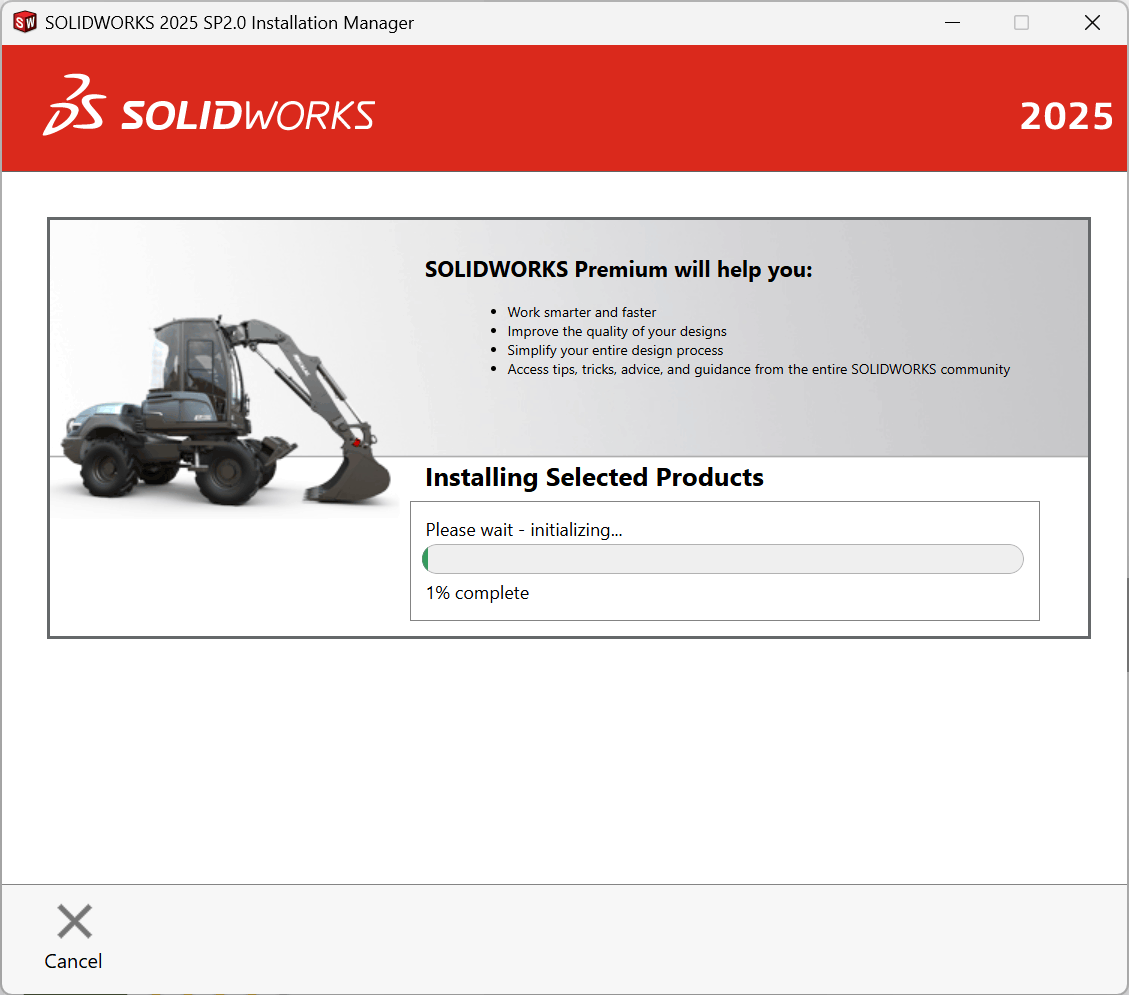 SOLIDWORKS 2025 SP2.0 Installation Manager
SOLIDWORKS
2025
SOLIDWORKS Premium will help you:
• Work smarter and faster
• Improve the quality of your designs
• Simplify your entire design process
• Access tips, tricks, advice, and guidance from the entire SOLIDWORKS community
Installing Selected Products
Please wait - initializing...
1% complete
Cancel